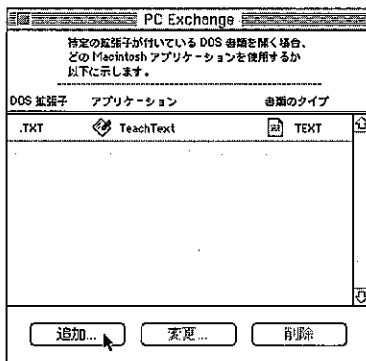 PC Exchange
特定の拡張子が付いている DOS 書類を開く場合、
どの Macintosh アプリケーションを使用するか
以下に示します。
DOS 拡張子 アプリケーション 書類のタイプ
.TXT TeachText TEXT
追加... 変更... 削除